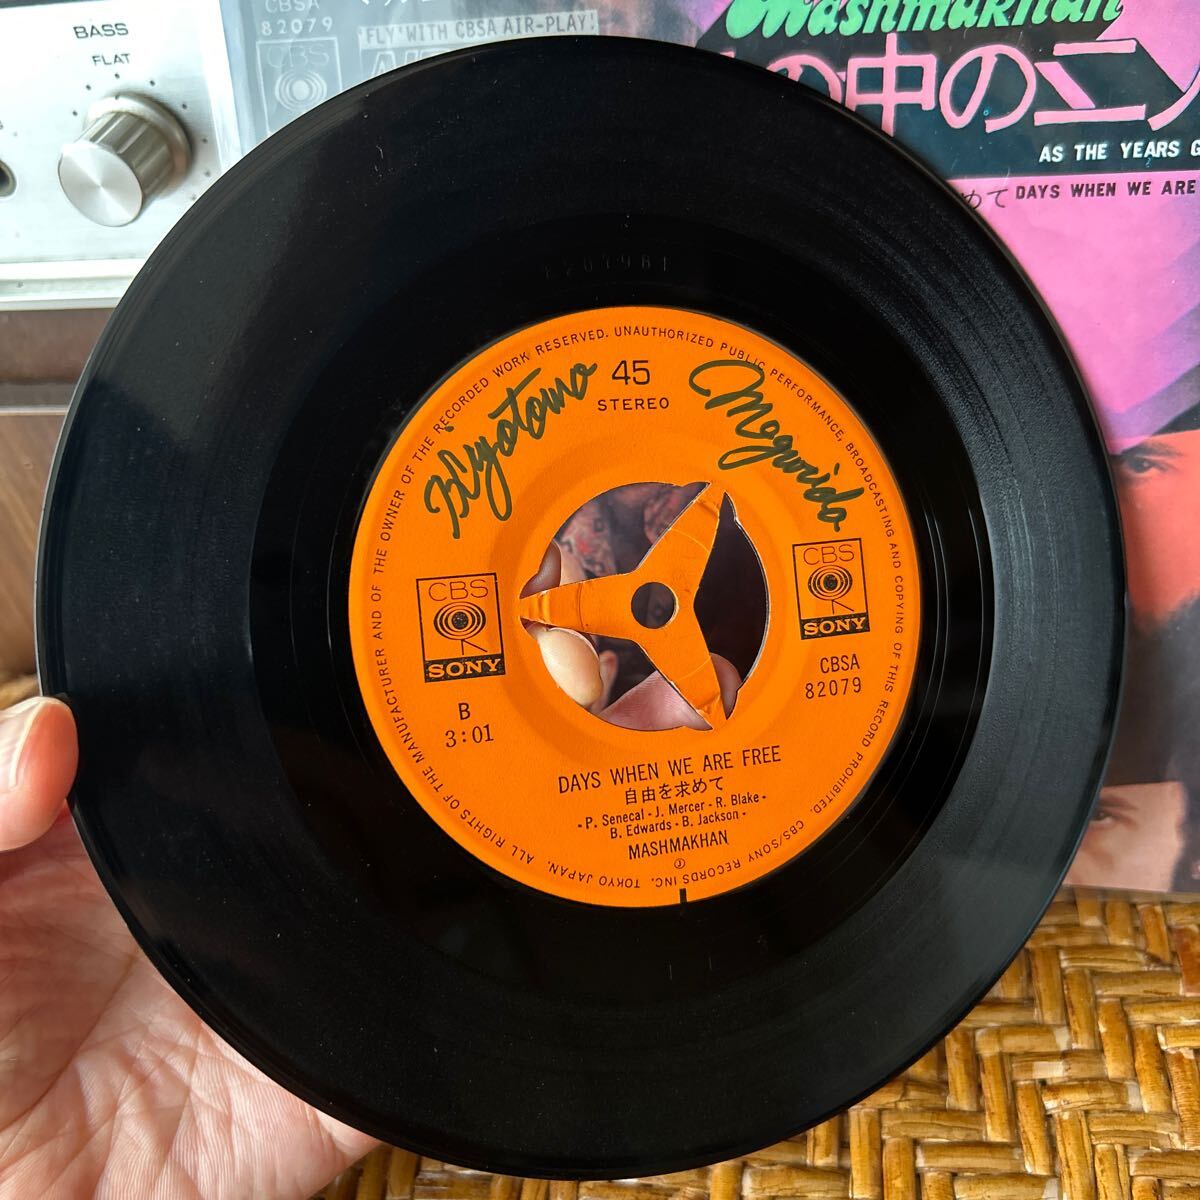 BASS
FLAT
CBSA
82079
CBS
'FLY' WITH CBSA AIR-PLAY!
Mashmakhan
の中の
AS THE YEARS G
めて DAYS WHEN WE ARE
ALL RIGHTS OF THE MANUFACTURER AND OF THE OWNER OF THE RECORDED WORK RESERVED. UNAUTHORIZED PUBLIC PERFORMANCE, BROADCASTING AND COPYING OF THIS RECORD PROHIBITED. CBS/SONY RECORDS INC. TOKYO JAPAN.
45
STEREO
CBS
SONY
CBS
SONY
B
3:01
CBSA
82079
DAYS WHEN WE ARE FREE
自由を求めて
-P. Senecal-J. Mercer-R. Blake-
B. Edwards-B. Jackson-
MASHMAKHAN
Ⓡ